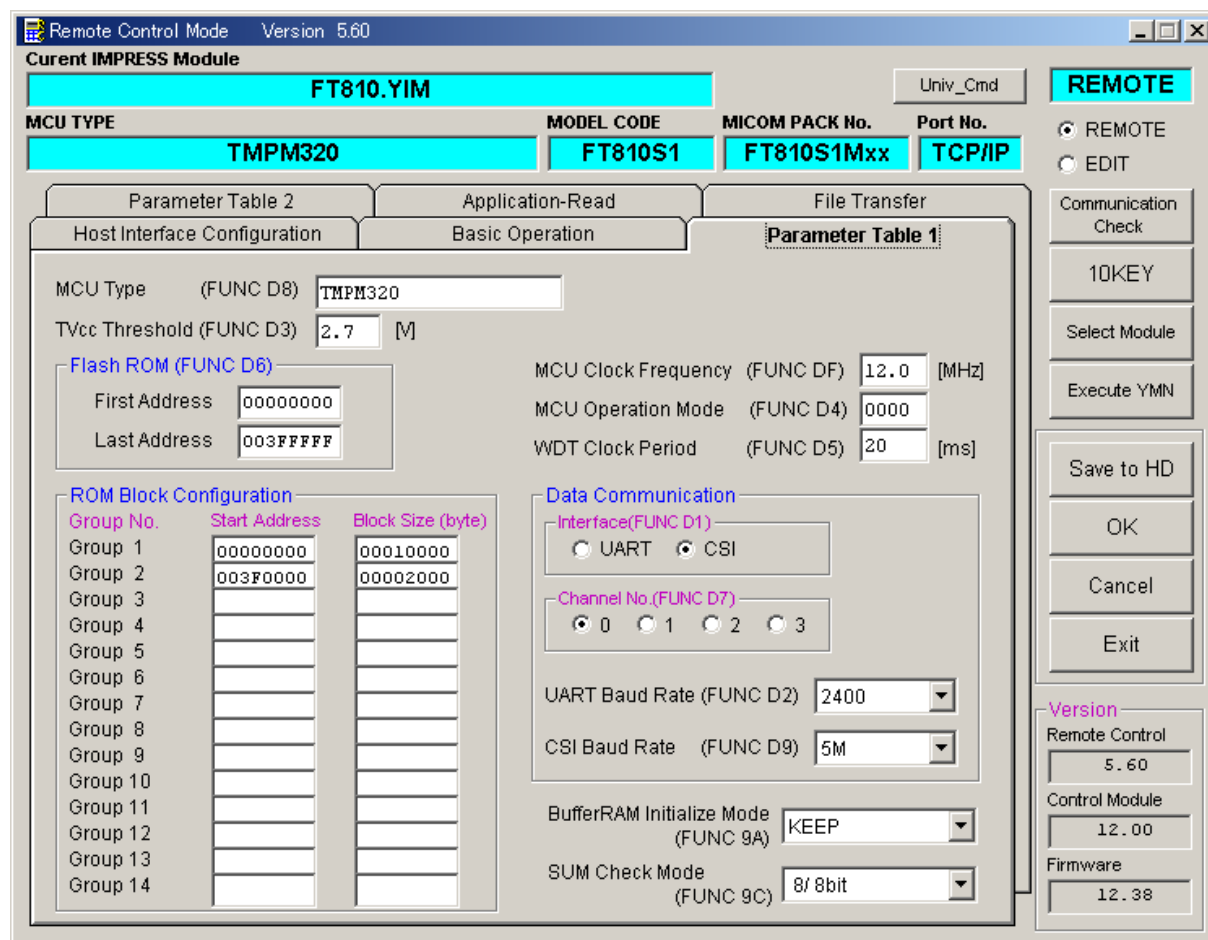 Remote Control Mode Version 5.60
Curent IMPRESS Module
FT810.YIM
Univ_Cmd
REMOTE
MCU TYPE
MODEL CODE
MICOM PACK No.
Port No.
TMPM320
FT810S1
FT810S1Mxx
TCP/IP
REMOTE
EDIT
Parameter Table 2
Application-Read
File Transfer
Host Interface Configuration
Basic Operation
Parameter Table 1
Communication
Check
10KEY
Select Module
Execute YMN
Save to HD
OK
Cancel
Exit
MCU Type (FUNC D8) TMPM320
TVcc Threshold (FUNC D3) 2.7 [V]
Flash ROM (FUNC D6)
First Address 00000000
Last Address 003FFFFF
MCU Clock Frequency (FUNC DF) 12.0 [MHz]
MCU Operation Mode (FUNC D4) 0000
WDT Clock Period (FUNC D5) 20 [ms]
ROM Block Configuration
Group No. Start Address Block Size (byte)
Group 1 00000000 00010000
Group 2 003F0000 00002000
Group 3
Group 4
Group 5
Group 6
Group 7
Group 8
Group 9
Group 10
Group 11
Group 12
Group 13
Group 14
Data Communication
Interface(FUNC D1)
UART CSI
Channel No.(FUNC D7)
0 1 2 3
UART Baud Rate (FUNC D2) 2400
CSI Baud Rate (FUNC D9) 5M
BufferRAM Initialize Mode
(FUNC 9A) KEEP
SUM Check Mode
(FUNC 9C) 8/ 8bit
Version
Remote Control
5.60
Control Module
12.00
Firmware
12.38